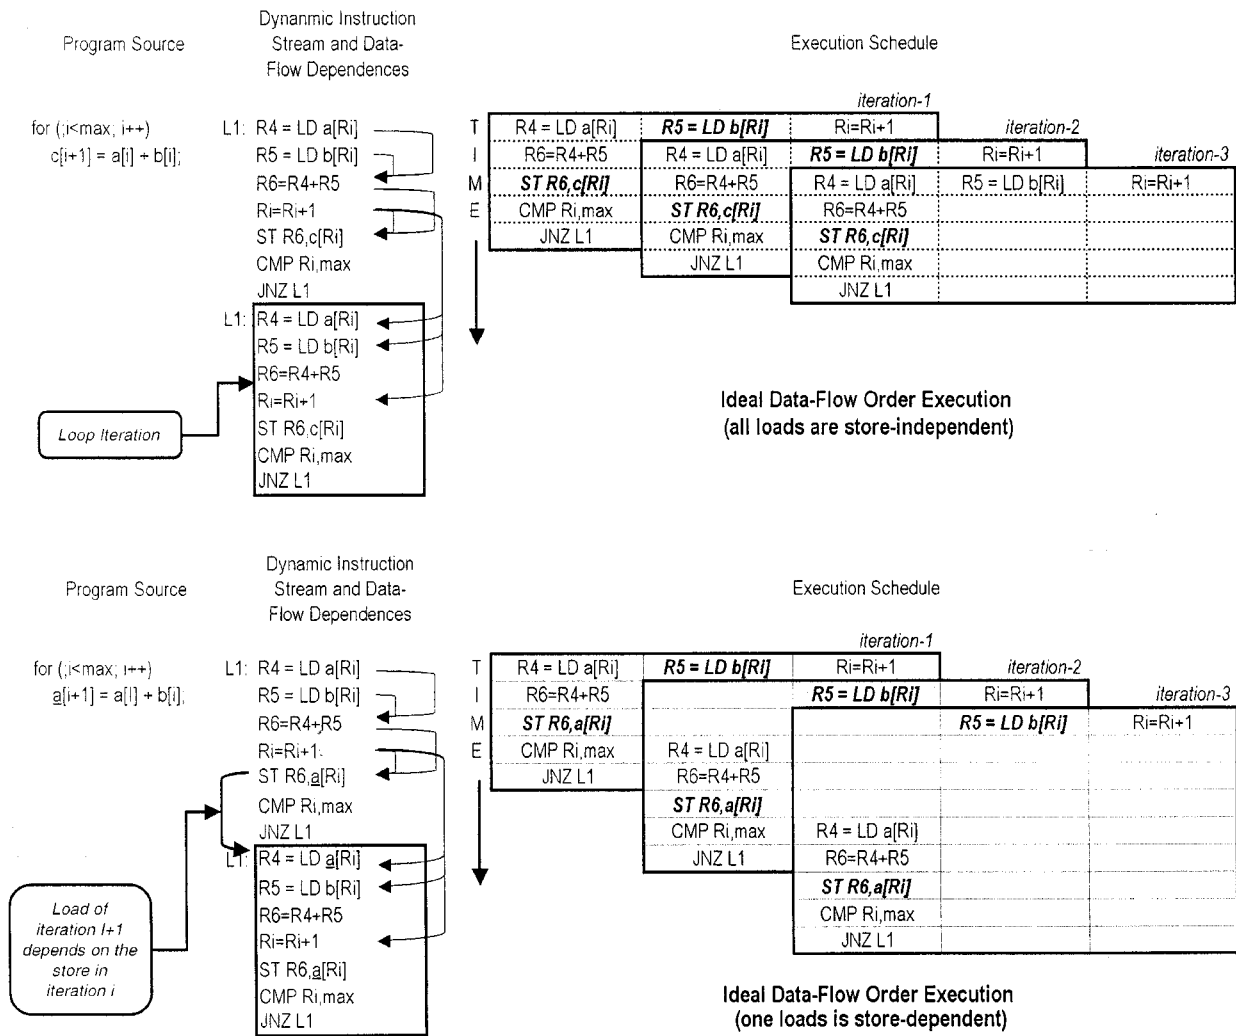 Dynanmic Instruction
Program Source
Stream and Data-
Execution Schedule
Flow Dependences
for (;i<max; i++)
c[i+1] = a[i] + b[i];
L1: R4 = LD a[Ri]
R5 = LD b[Ri]
R6=R4+R5
Ri=Ri+1
ST R6,c[Ri]
CMP Ri,max
JNZ L1
L1: R4 = LD a[Ri]
R5 = LD b[Ri]
R6=R4+R5
Ri=Ri+1
ST R6,c[Ri]
CMP Ri,max
JNZ L1
Loop Iteration
T
I
M
E
iteration-1
R4 = LD a[Ri] R5 = LD b[Ri] Ri=Ri+1 iteration-2
R6=R4+R5 R4 = LD a[Ri] R5 = LD b[Ri] Ri=Ri+1 iteration-3
ST R6,c[Ri] R6=R4+R5 R4 = LD a[Ri] R5 = LD b[Ri] Ri=Ri+1
CMP Ri,max ST R6,c[Ri] R6=R4+R5
JNZ L1 CMP Ri,max ST R6,c[Ri]
JNZ L1 CMP Ri,max
JNZ L1
Ideal Data-Flow Order Execution
(all loads are store-independent)
Dynamic Instruction
Program Source
Stream and Data-
Execution Schedule
Flow Dependences
for (;i<max; i++)
a[i+1] = a[I] + b[i];
L1: R4 = LD a[Ri]
R5 = LD b[Ri]
R6=R4+R5
Ri=Ri+1
ST R6,a[Ri]
CMP Ri,max
JNZ L1
L1: R4 = LD a[Ri]
R5 = LD b[Ri]
R6=R4+R5
Ri=Ri+1
ST R6,a[Ri]
CMP Ri,max
JNZ L1
Load of
iteration I+1
depends on the
store in
iteration i
T
I
M
E
iteration-1
R4 = LD a[Ri] R5 = LD b[Ri] Ri=Ri+1 iteration-2
R6=R4+R5 R5 = LD b[Ri] Ri=Ri+1 iteration-3
ST R6,a[Ri] R5 = LD b[Ri] Ri=Ri+1
CMP Ri,max R4 = LD a[Ri]
JNZ L1 R6=R4+R5
ST R6,a[Ri]
CMP Ri,max R4 = LD a[Ri]
JNZ L1 R6=R4+R5
ST R6,a[Ri]
CMP Ri,max
JNZ L1
Ideal Data-Flow Order Execution
(one loads is store-dependent)